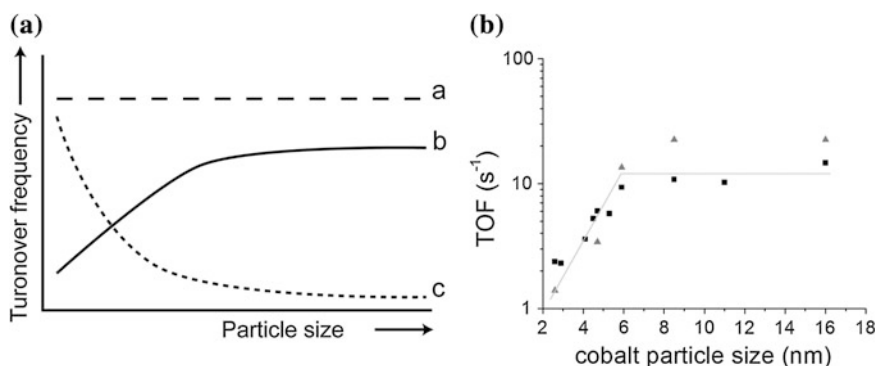 (a)
Turonover frequency
a
b
c
Particle size
(b)
TOF (s⁻¹)
100
10
1
2 4 6 8 10 12 14 16 18
cobalt particle size (nm)